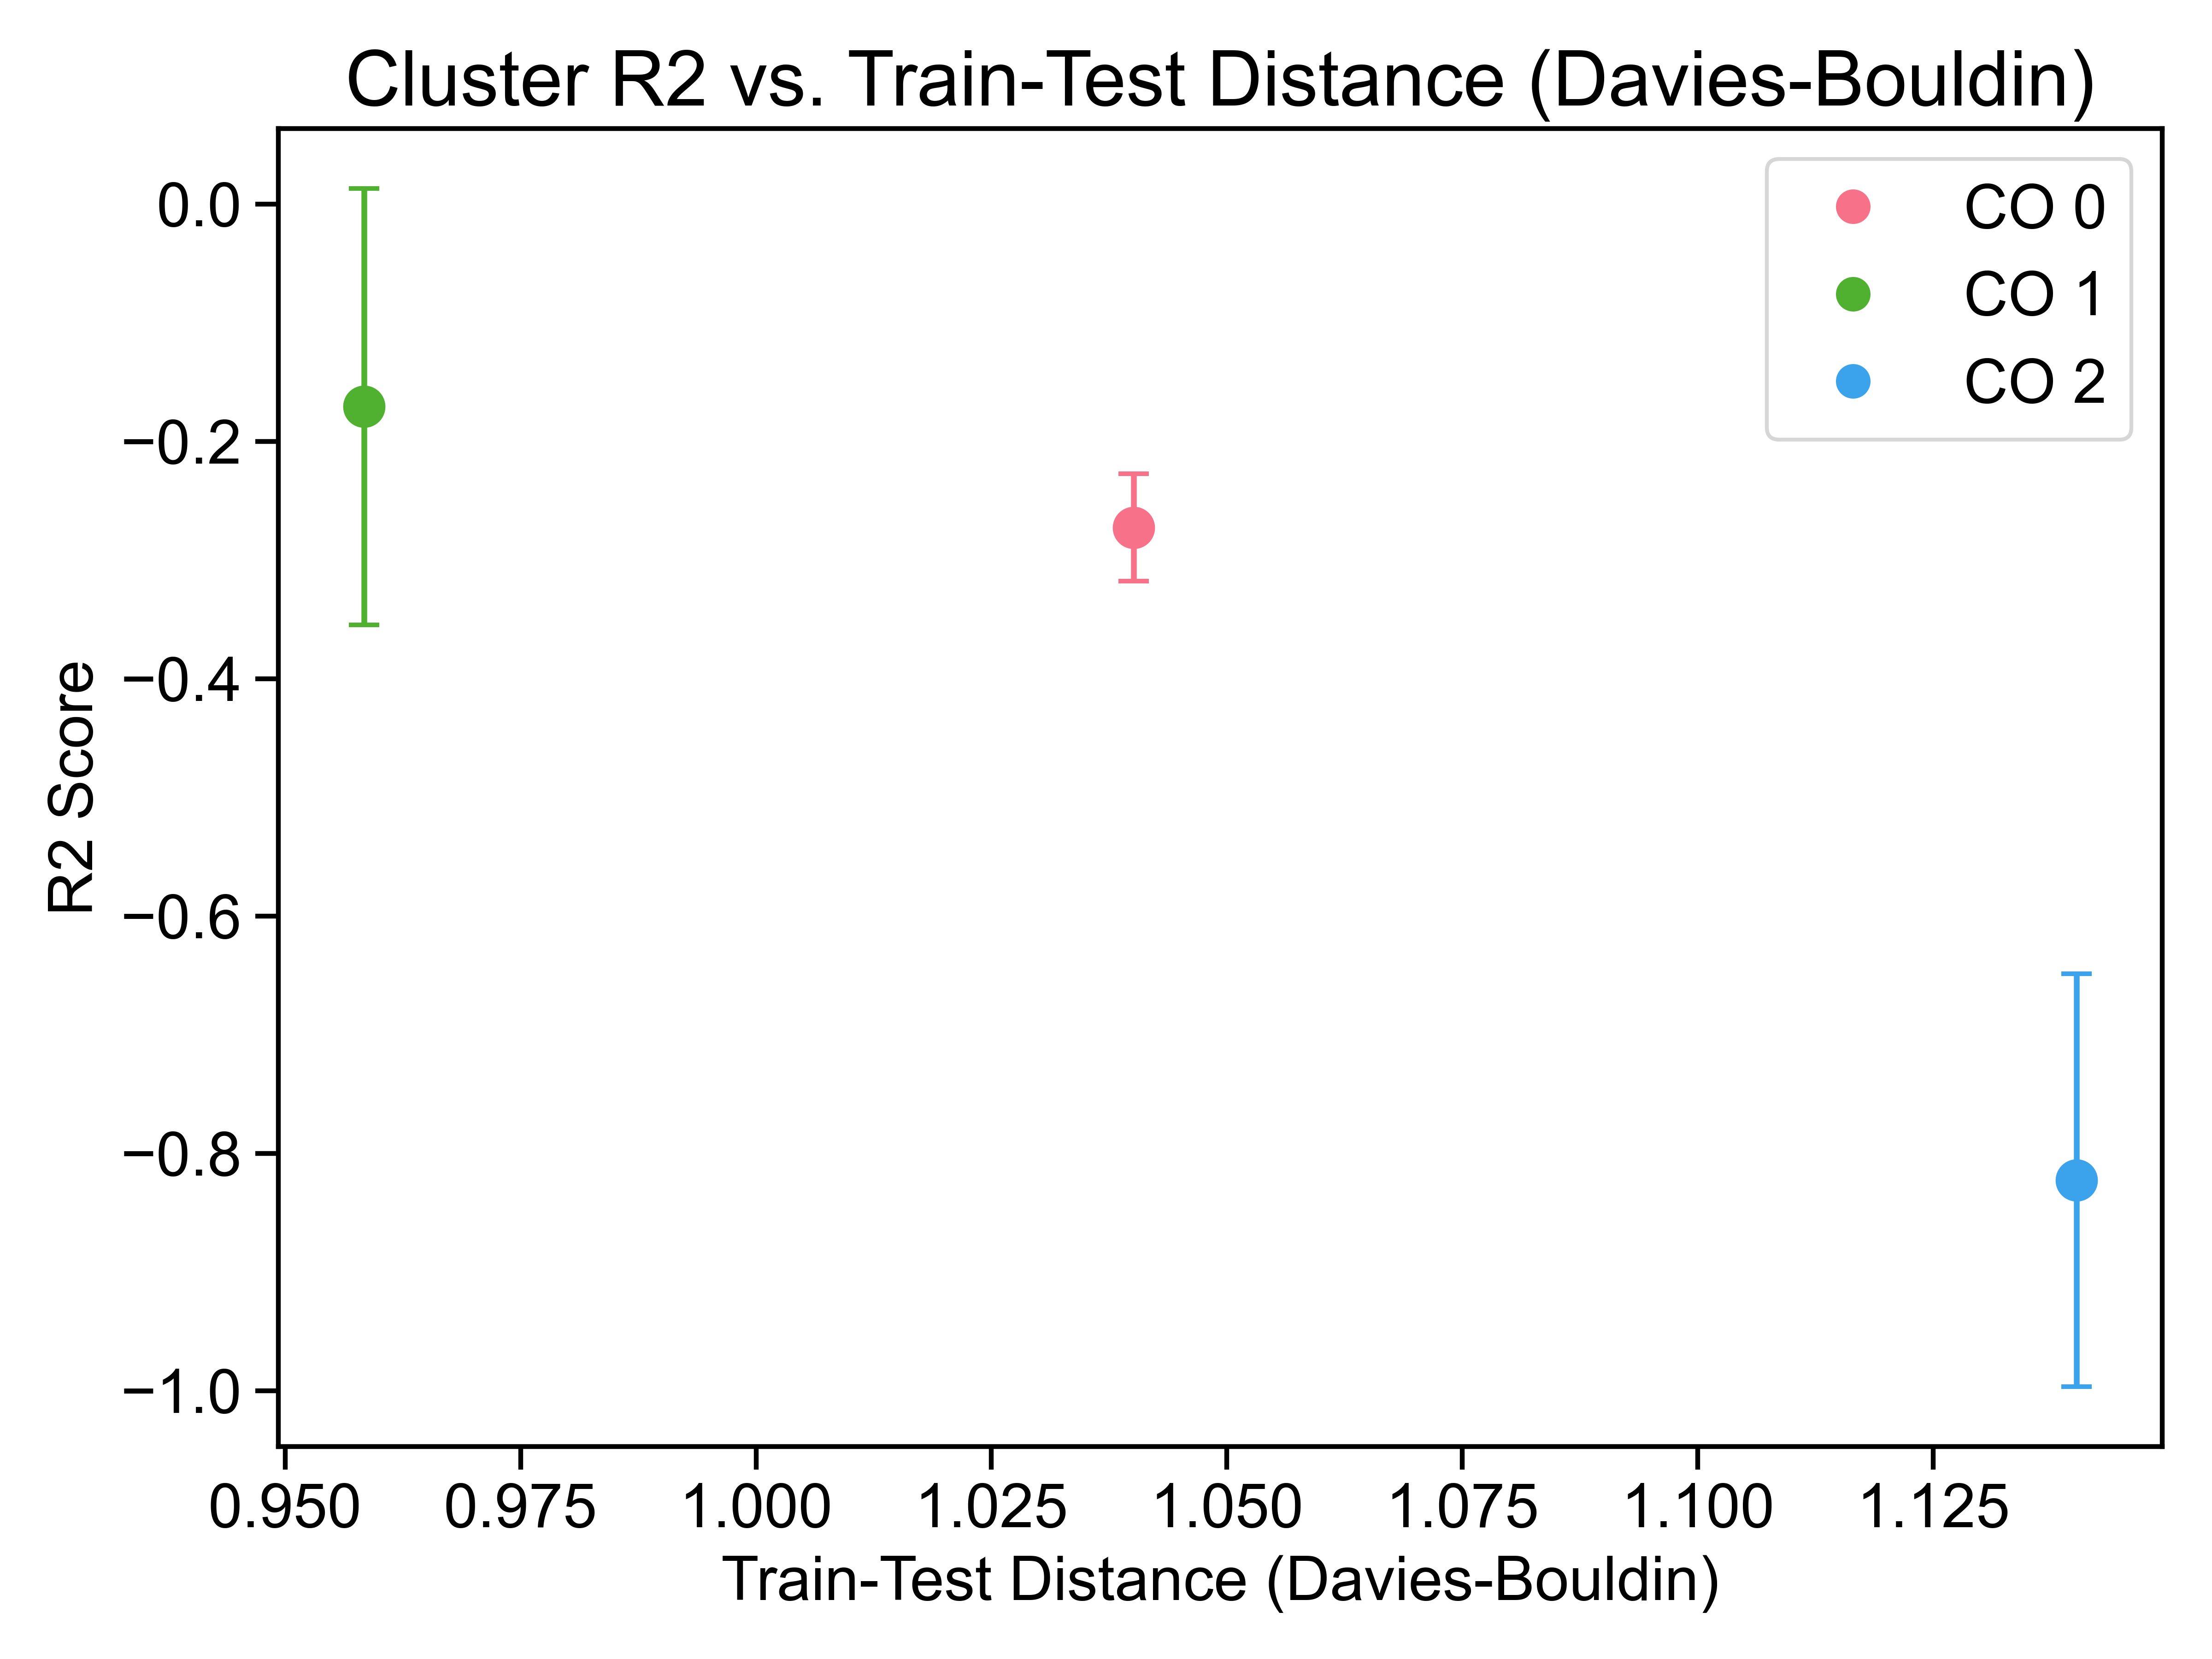 Cluster R2 vs. Train-Test Distance (Davies-Bouldin)
CO 0
CO 1
CO 2
R2 Score
0.0
−0.2
−0.4
−0.6
−0.8
−1.0
0.950 0.975 1.000 1.025 1.050 1.075 1.100 1.125
Train-Test Distance (Davies-Bouldin)